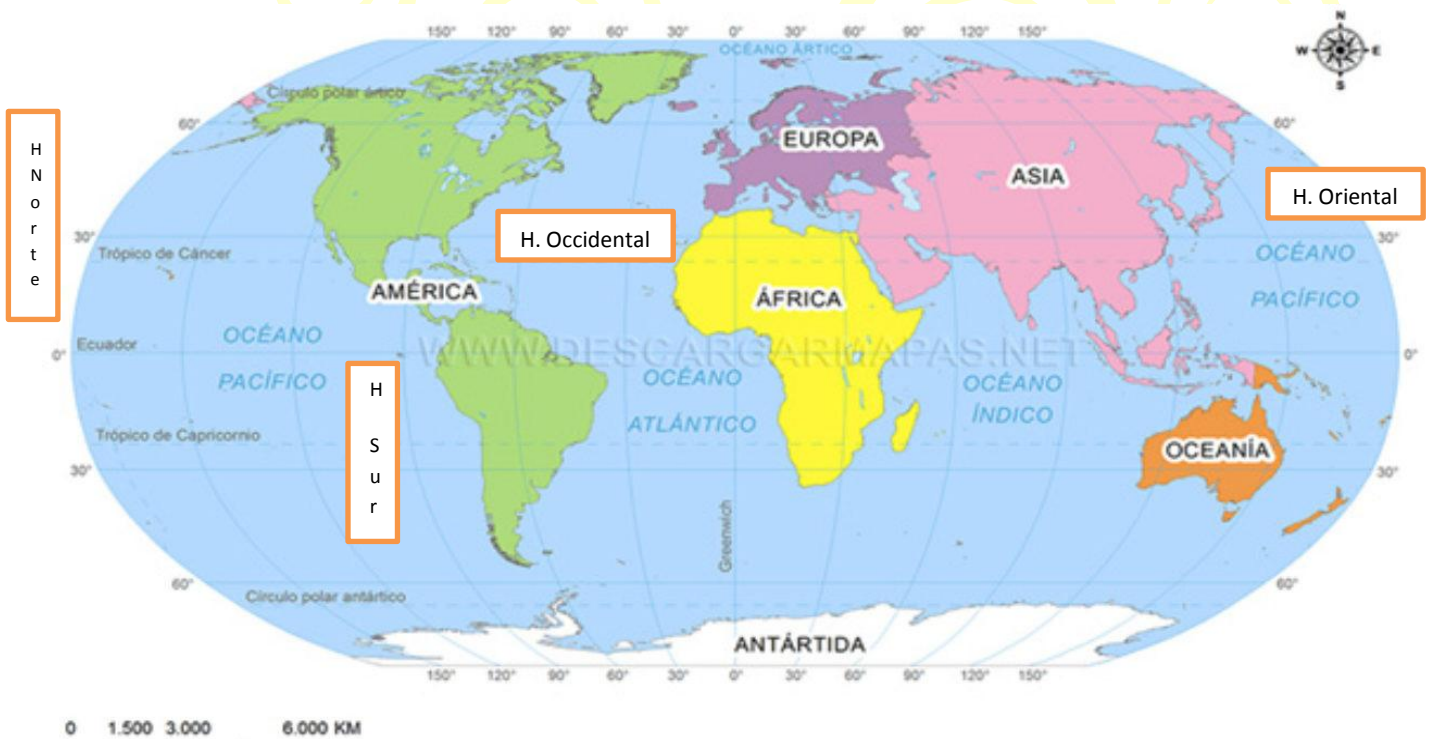 150° 120° 90° 60° 30° 0° 30° 60° 90° 120° 150°
N
W E
S
OCÉANO ÁRTICO
Círculo polar ártico
60° 60°
EUROPA
ASIA
H
N
o
r
t
e
H. Oriental
H. Occidental
30° 30°
Trópico de Cáncer
OCÉANO
PACÍFICO
AMÉRICA
ÁFRICA
OCÉANO
PACÍFICO
Ecuador
0° 0°
WWW.DESCARGARMAPAS.NET
H
S
u
r
OCÉANO
ATLÁNTICO
OCÉANO
ÍNDICO
Trópico de Capricornio
OCEANÍA
30° 30°
Greenwich
60° 60°
Círculo polar antártico
ANTÁRTIDA
150° 120° 90° 60° 30° 0° 30° 60° 90° 120° 150°
0 1.500 3.000 6.000 KM